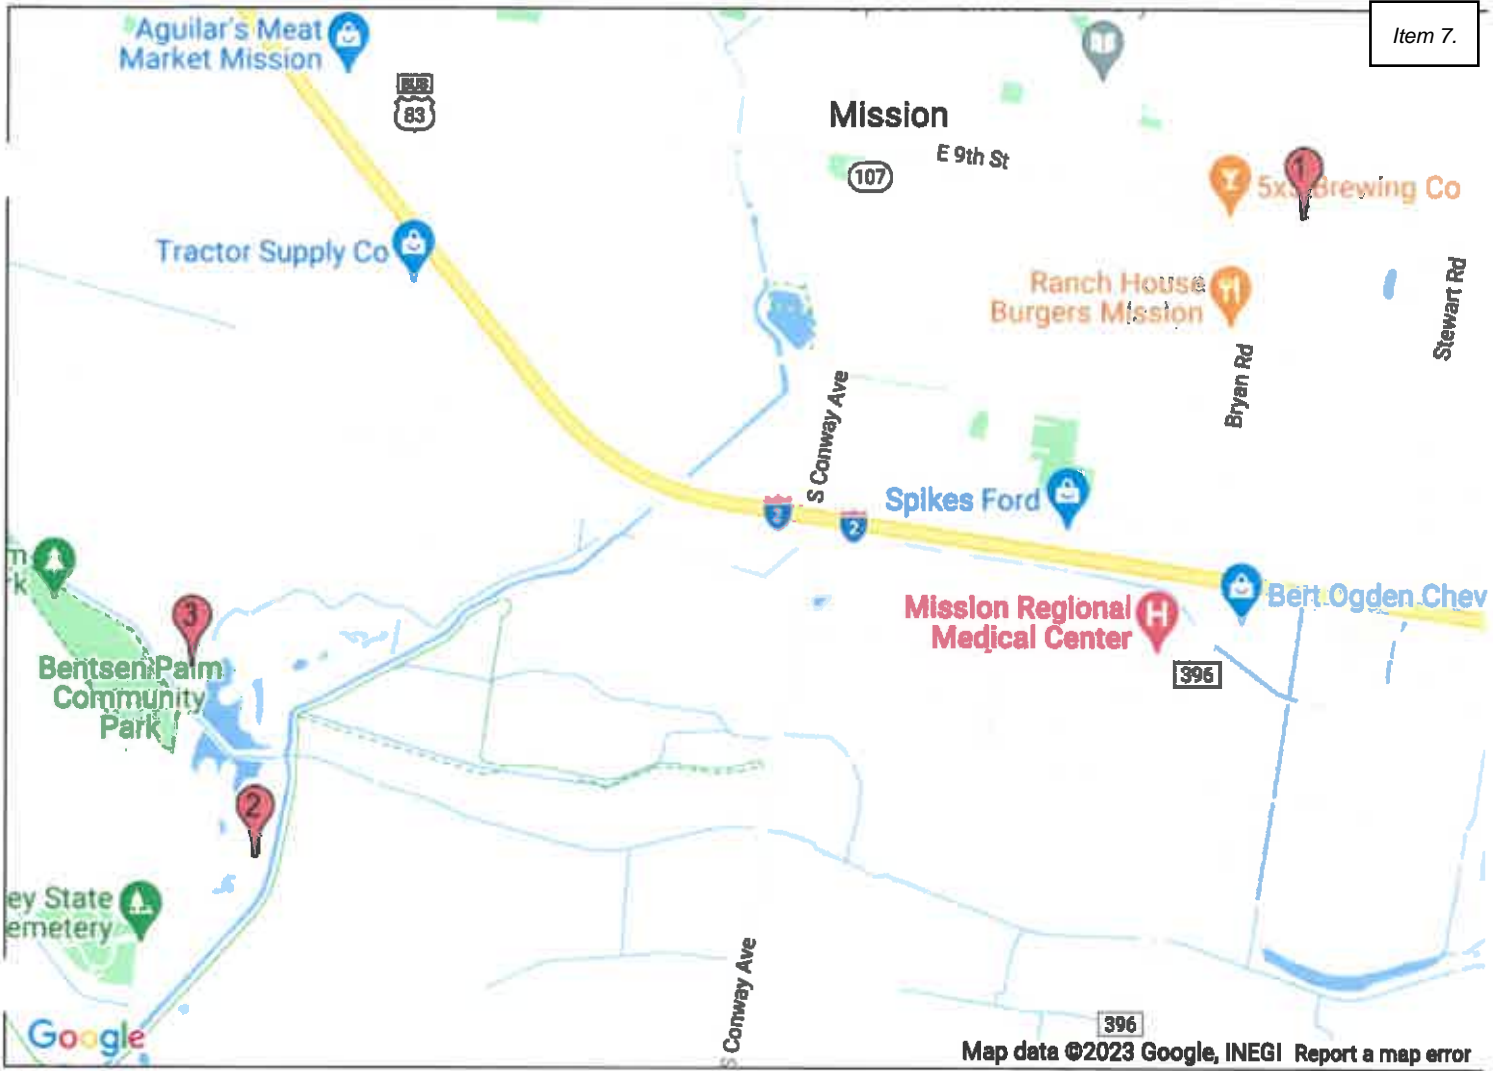 Item 7.
Aguilar's Meat
Market Mission
83
Mission
E 9th St
107
1
Brewing Co
Tractor Supply Co
Ranch House
Burgers Mission
Stewart Rd
Bryan Rd
S Conway Ave
2
2
Spikes Ford
m
k
3
Bert Ogden Chev
Mission Regional
Medical Center
H
396
Bentsen Palm
Community
Park
2
ey State
emetery
S Conway Ave
Google
396
Map data ©2023 Google, INEGI Report a map error